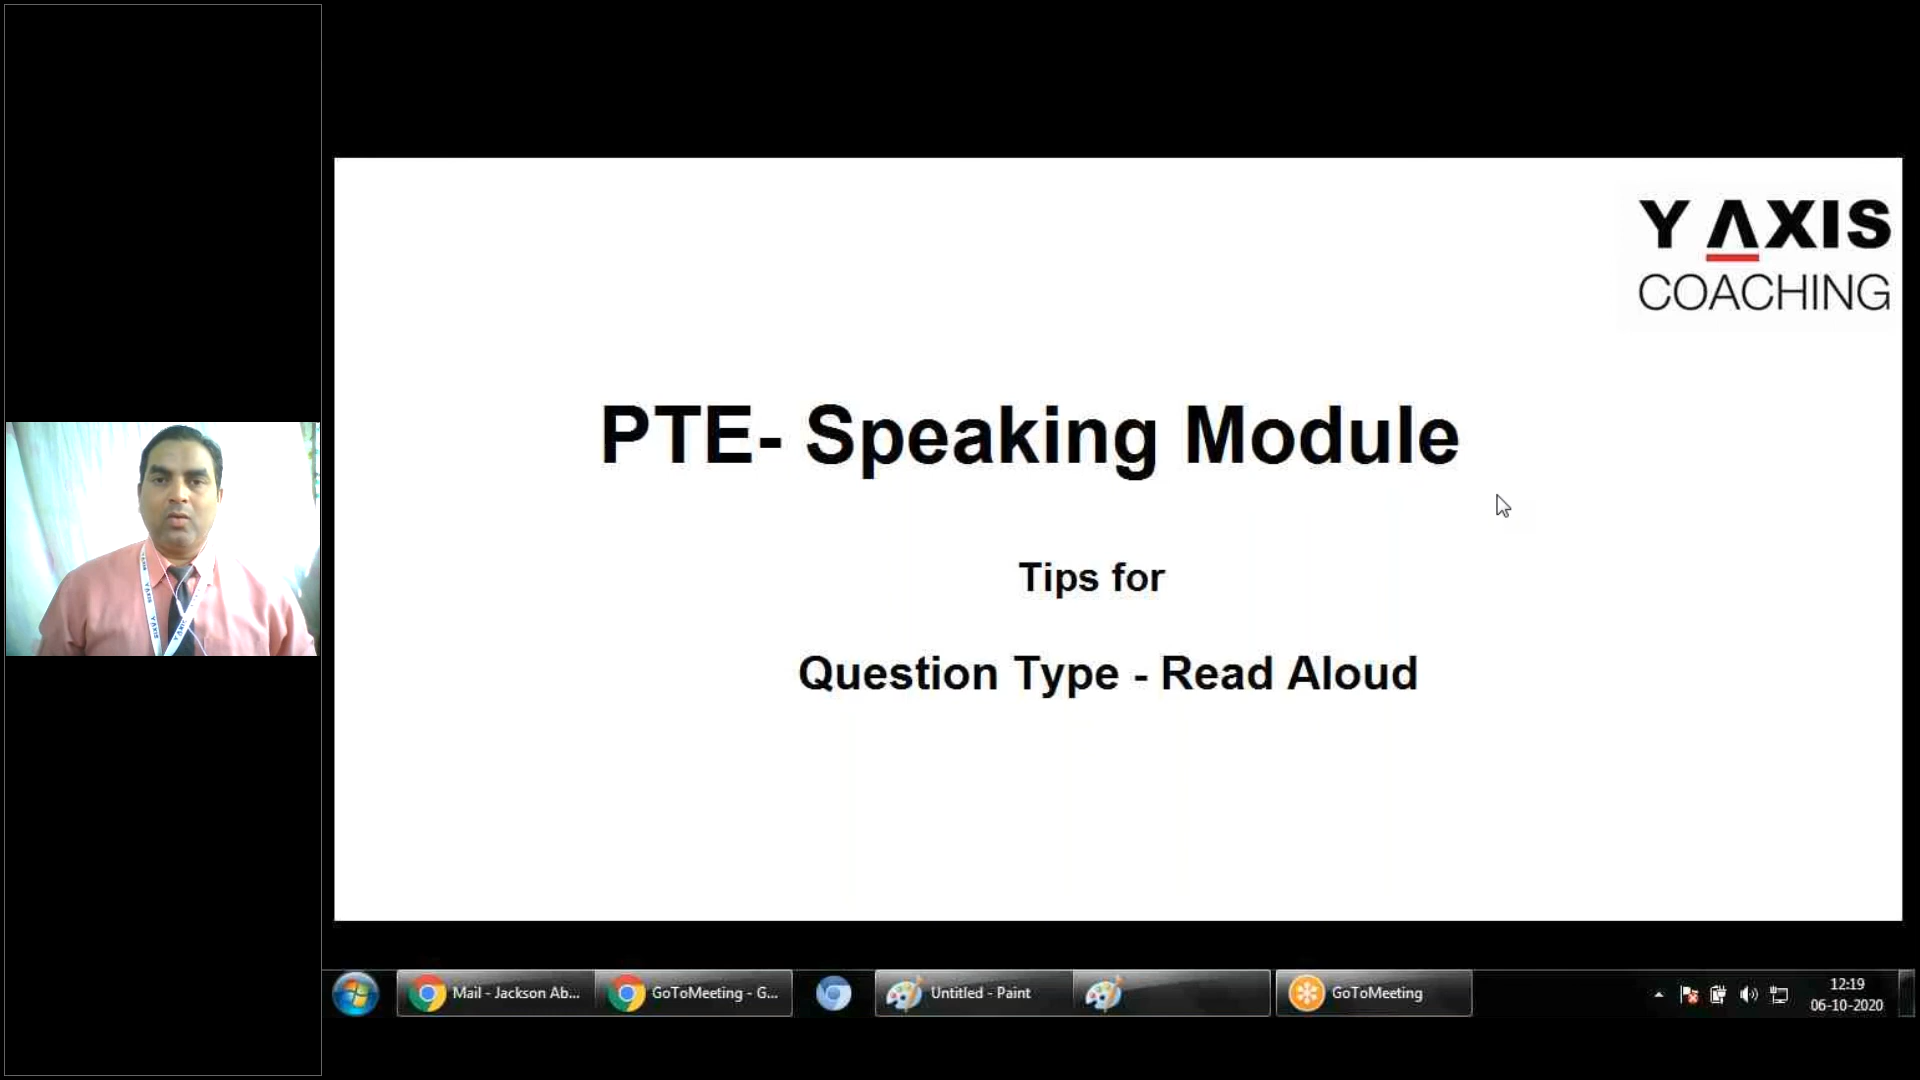 Y AXIS
COACHING
PTE- Speaking Module
Tips for
Question Type - Read Aloud
Mail - Jackson Ab...
GoToMeeting - G...
Untitled - Paint
GoToMeeting
12:19
06-10-2020